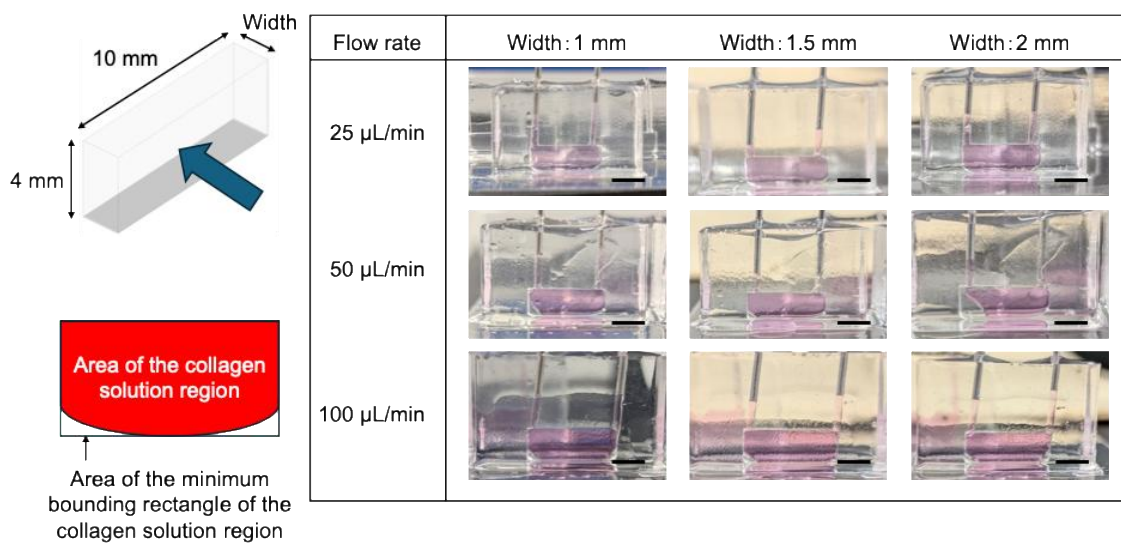 Width
10 mm
4 mm
Area of the collagen
solution region
Area of the minimum
bounding rectangle of the
collagen solution region
Flow rate
Width: 1 mm
Width: 1.5 mm
Width: 2 mm
25 µL/min
50 µL/min
100 µL/min